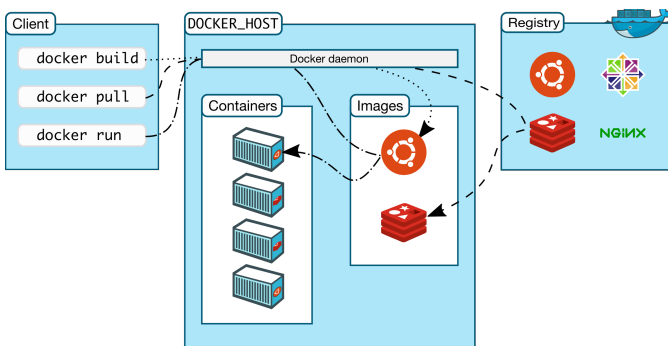 Client
docker build
docker pull
docker run
DOCKER_HOST
Docker daemon
Containers
Images
Registry
NGiNX